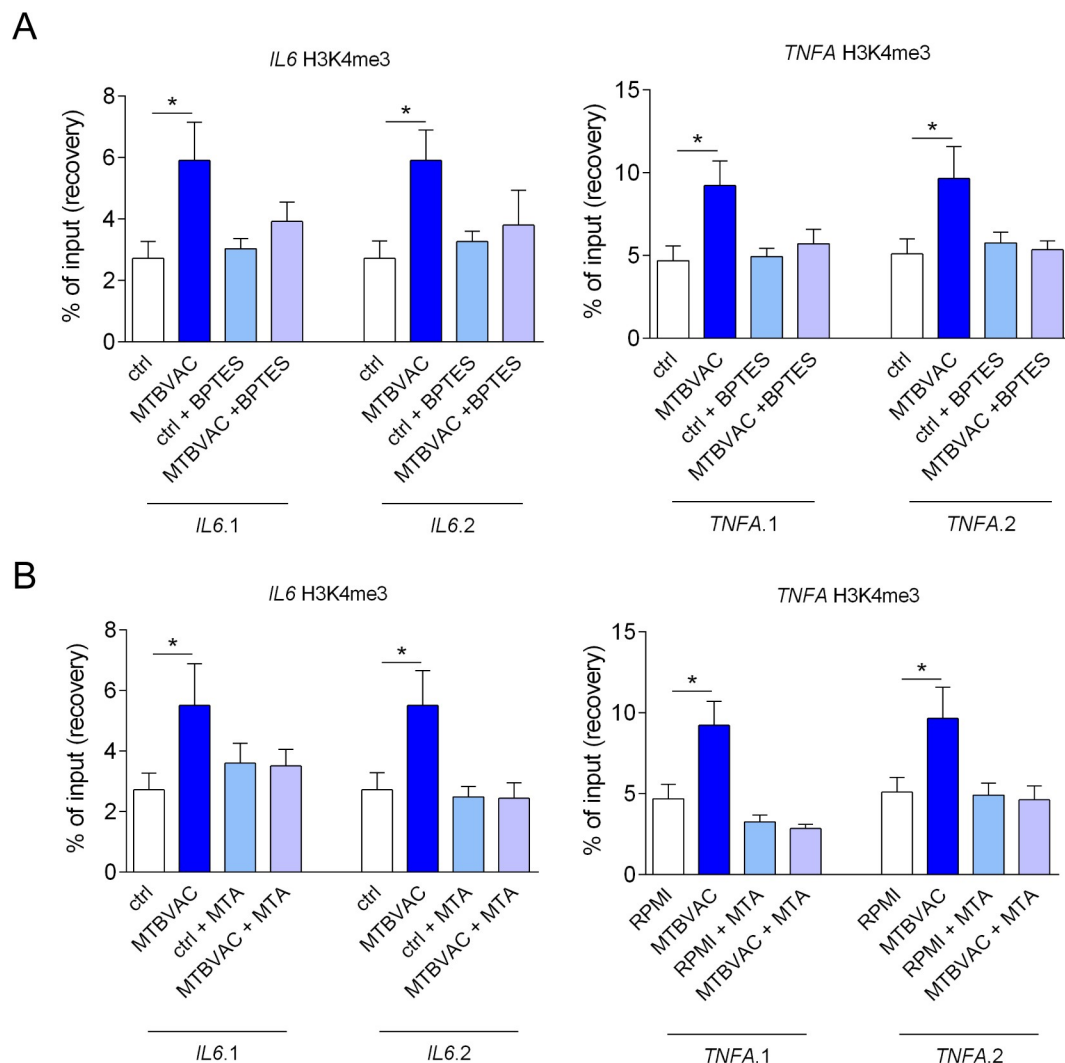 A
IL6 H3K4me3
% of input (recovery)
8
6
4
2
0
*
*
ctrl
MTBVAC
ctrl + BPTES
MTBVAC +BPTES
ctrl
MTBVAC
ctrl + BPTES
MTBVAC +BPTES
IL6.1
IL6.2
TNFA H3K4me3
% of input (recovery)
15
10
5
0
*
*
ctrl
MTBVAC
ctrl + BPTES
MTBVAC +BPTES
ctrl
MTBVAC
ctrl + BPTES
MTBVAC +BPTES
TNFA.1
TNFA.2
B
IL6 H3K4me3
% of input (recovery)
8
6
4
2
0
*
*
ctrl
MTBVAC
ctrl + MTA
MTBVAC + MTA
ctrl
MTBVAC
ctrl + MTA
MTBVAC + MTA
IL6.1
IL6.2
TNFA H3K4me3
% of input (recovery)
15
10
5
0
*
*
RPMI
MTBVAC
RPMI + MTA
MTBVAC + MTA
RPMI
MTBVAC
RPMI + MTA
MTBVAC + MTA
TNFA.1
TNFA.2